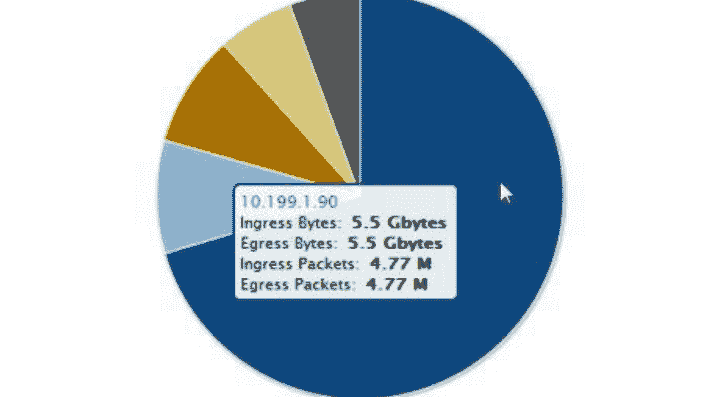 10.199.1.90
Ingress Bytes: 5.5 Gbytes
Egress Bytes: 5.5 Gbytes
Ingress Packets: 4.77 M
Egress Packets: 4.77 M